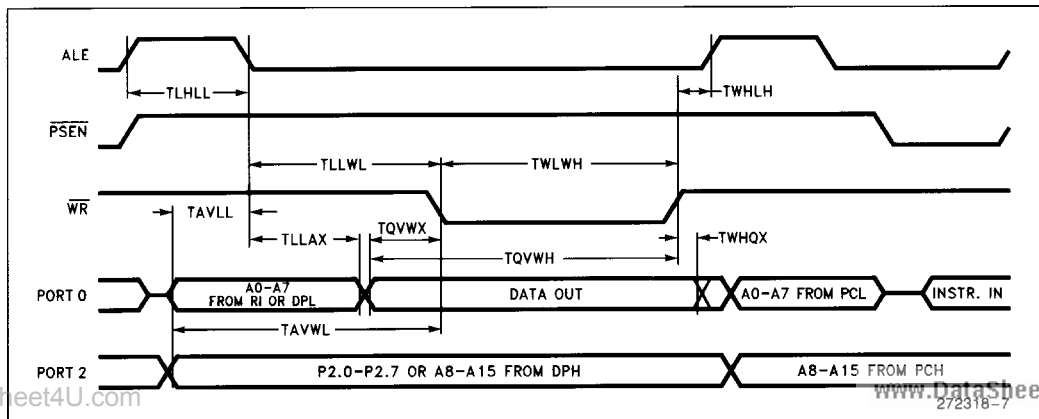 ALE
TLHLL
TWHLH
PSEN
TLLWL
TWLWH
WR
TAVLL
TQVWX
TLLAX
TWHQX
TQVWH
PORT 0
A0-A7
FROM RI OR DPL
DATA OUT
A0-A7 FROM PCL
INSTR. IN
TAVWL
PORT 2
P2.0-P2.7 OR A8-A15 FROM DPH
A8-A15 FROM PCH
heet4U.com
www.DataShee
272318-7